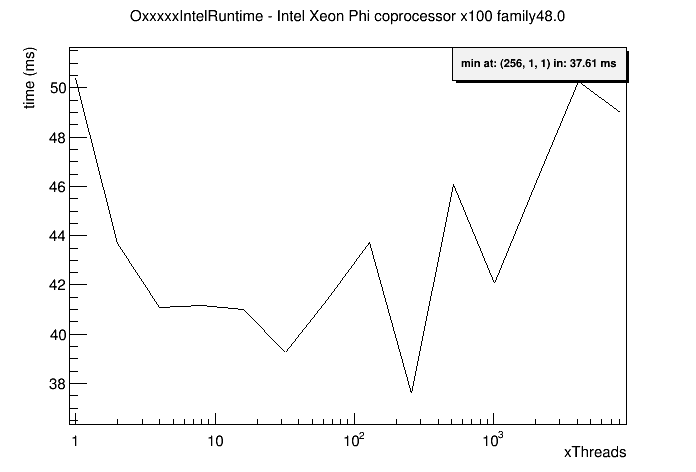 OxxxxxIntelRuntime - Intel Xeon Phi coprocessor x100 family48.0
min at: (256, 1, 1) in: 37.61 ms
time (ms)
50
48
46
44
42
40
38
1 10 10² 10³
xThreads